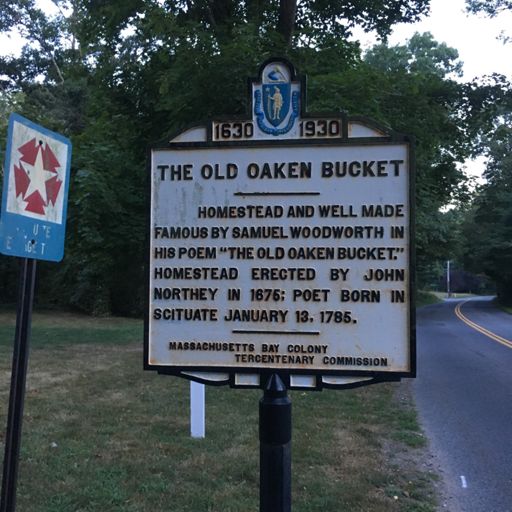 1630 1930
THE OLD OAKEN BUCKET
HOMESTEAD AND WELL MADE
FAMOUS BY SAMUEL WOODWORTH IN
HIS POEM "THE OLD OAKEN BUCKET."
HOMESTEAD ERECTED BY JOHN
NORTHEY IN 1675; POET BORN IN
SCITUATE JANUARY 13, 1785.
MASSACHUSETTS BAY COLONY
TERCENTENARY COMMISSION